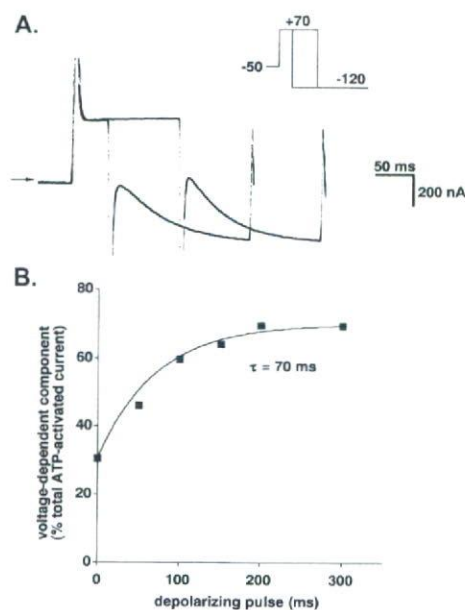 A.
+70
-50
-120
50 ms
200 nA
B.
80
60
40
20
0
voltage-dependent component
(% total ATP-activated current)
τ = 70 ms
0
100
200
300
depolarizing pulse (ms)